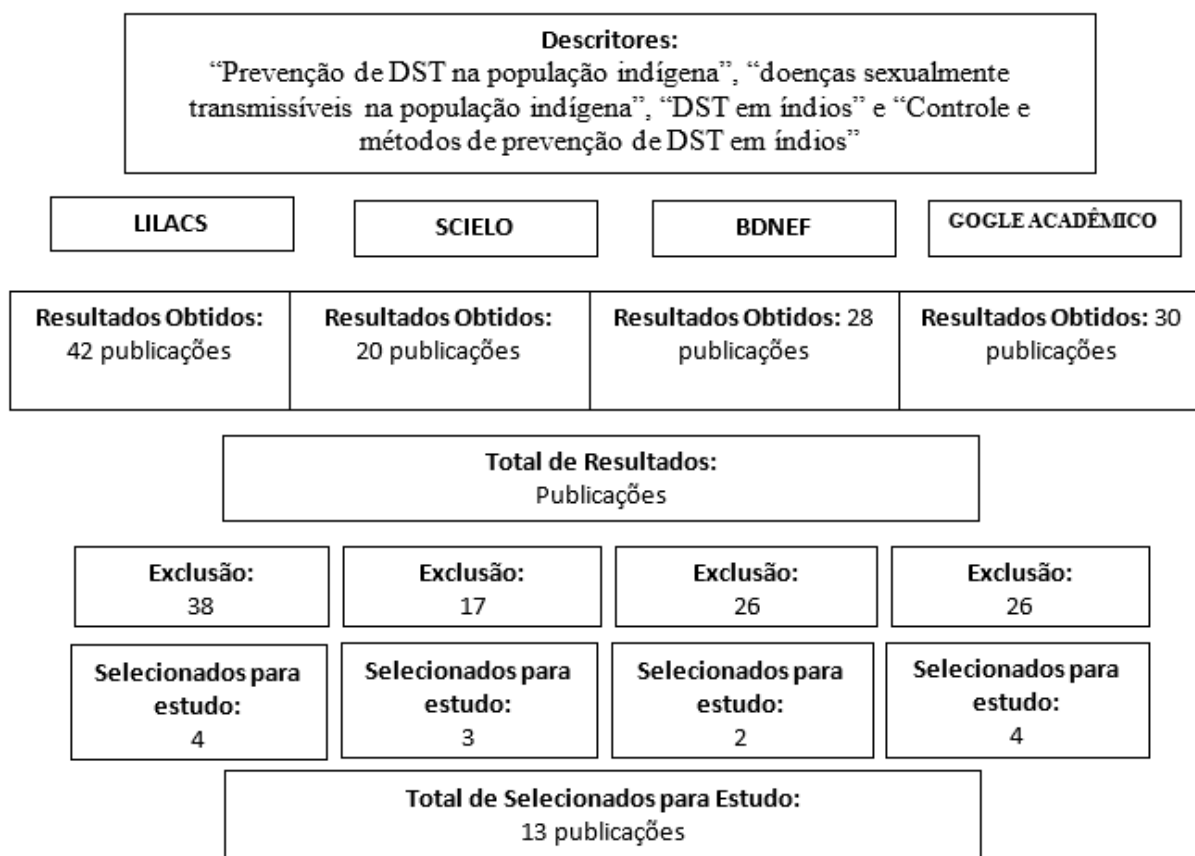 Descritores:
“Prevenção de DST na população indígena”, “doenças sexualmente
transmissíveis na população indígena”, “DST em índios” e “Controle e
métodos de prevenção de DST em índios”
LILACS
SCIELO
BDNEF
GOGLE ACADÊMICO
Resultados Obtidos:
42 publicações
Resultados Obtidos:
20 publicações
Resultados Obtidos: 28
publicações
Resultados Obtidos: 30
publicações
Total de Resultados:
Publicações
Exclusão:
38
Exclusão:
17
Exclusão:
26
Exclusão:
26
Selecionados para
estudo:
4
Selecionados para
estudo:
3
Selecionados para
estudo:
2
Selecionados para
estudo:
4
Total de Selecionados para Estudo:
13 publicações